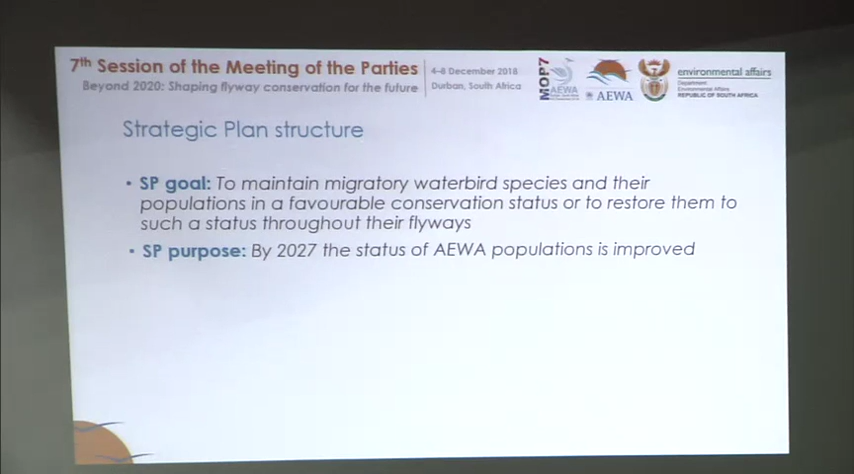 7th Session of the Meeting of the Parties
Beyond 2020: Shaping flyway conservation for the future
4-8 December 2018
Durban, South Africa
MOP7
AEWA
AEWA
environmental affairs
Department:
Environmental Affairs
REPUBLIC OF SOUTH AFRICA
Strategic Plan structure
• SP goal: To maintain migratory waterbird species and their
populations in a favourable conservation status or to restore them to
such a status throughout their flyways
• SP purpose: By 2027 the status of AEWA populations is improved